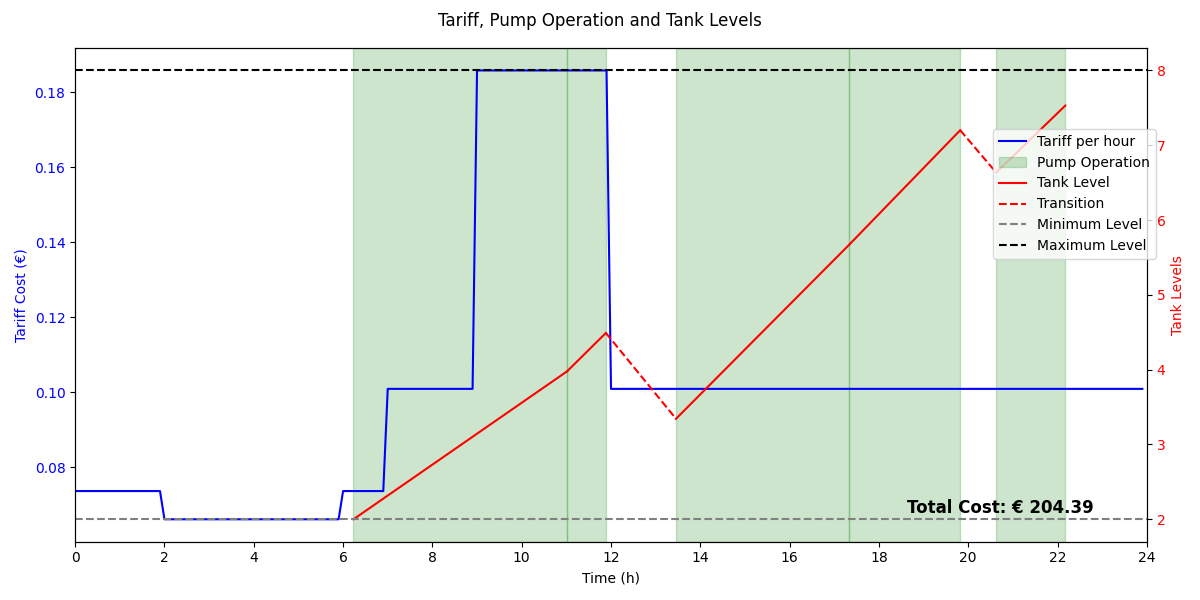 Tariff, Pump Operation and Tank Levels
0.18
0.16
0.14
0.12
0.10
0.08
Tariff Cost (€)
8
7
6
5
4
3
2
Tank Levels
Tariff per hour
Pump Operation
Tank Level
Transition
Minimum Level
Maximum Level
Total Cost: € 204.39
0 2 4 6 8 10 12 14 16 18 20 22 24
Time (h)